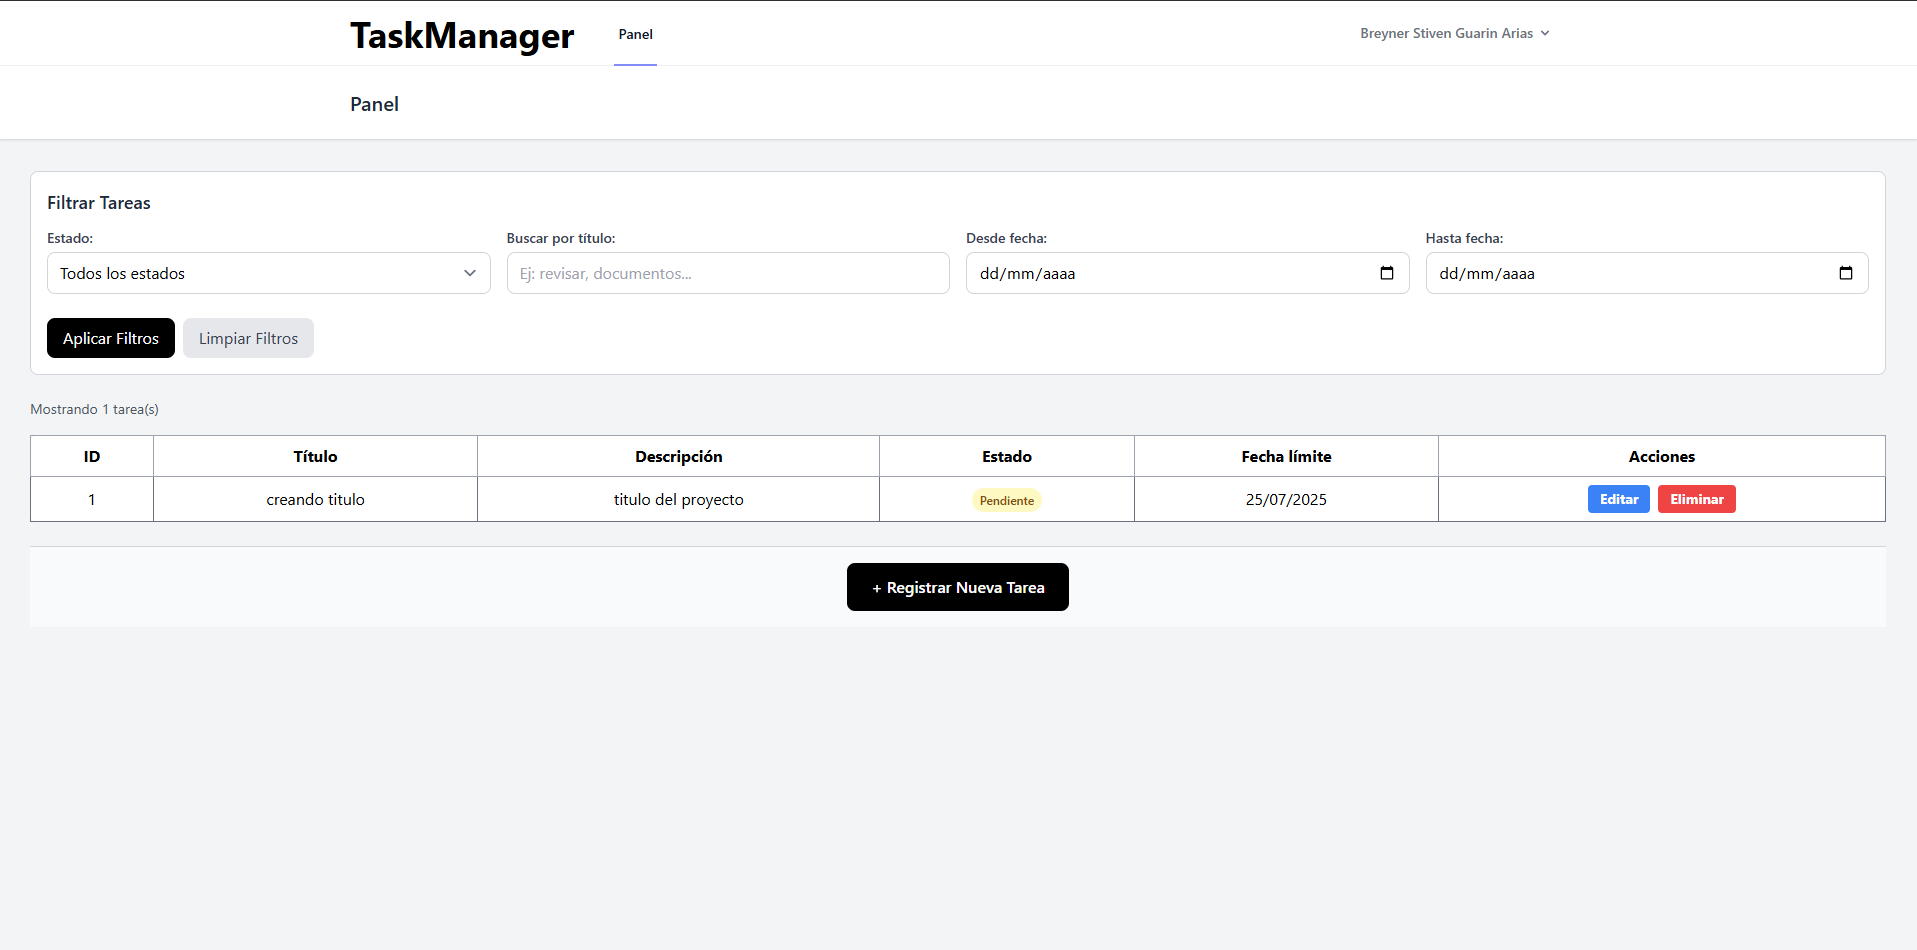 TaskManager
Panel
Breyner Stiven Guarin Arias
Panel
Filtrar Tareas
Estado:
Buscar por título:
Desde fecha:
Hasta fecha:
Todos los estados
Ej: revisar, documentos...
dd/mm/aaaa
dd/mm/aaaa
Aplicar Filtros
Limpiar Filtros
Mostrando 1 tarea(s)
ID
Título
Descripción
Estado
Fecha límite
Acciones
1
creando titulo
titulo del proyecto
Pendiente
25/07/2025
Editar
Eliminar
+ Registrar Nueva Tarea